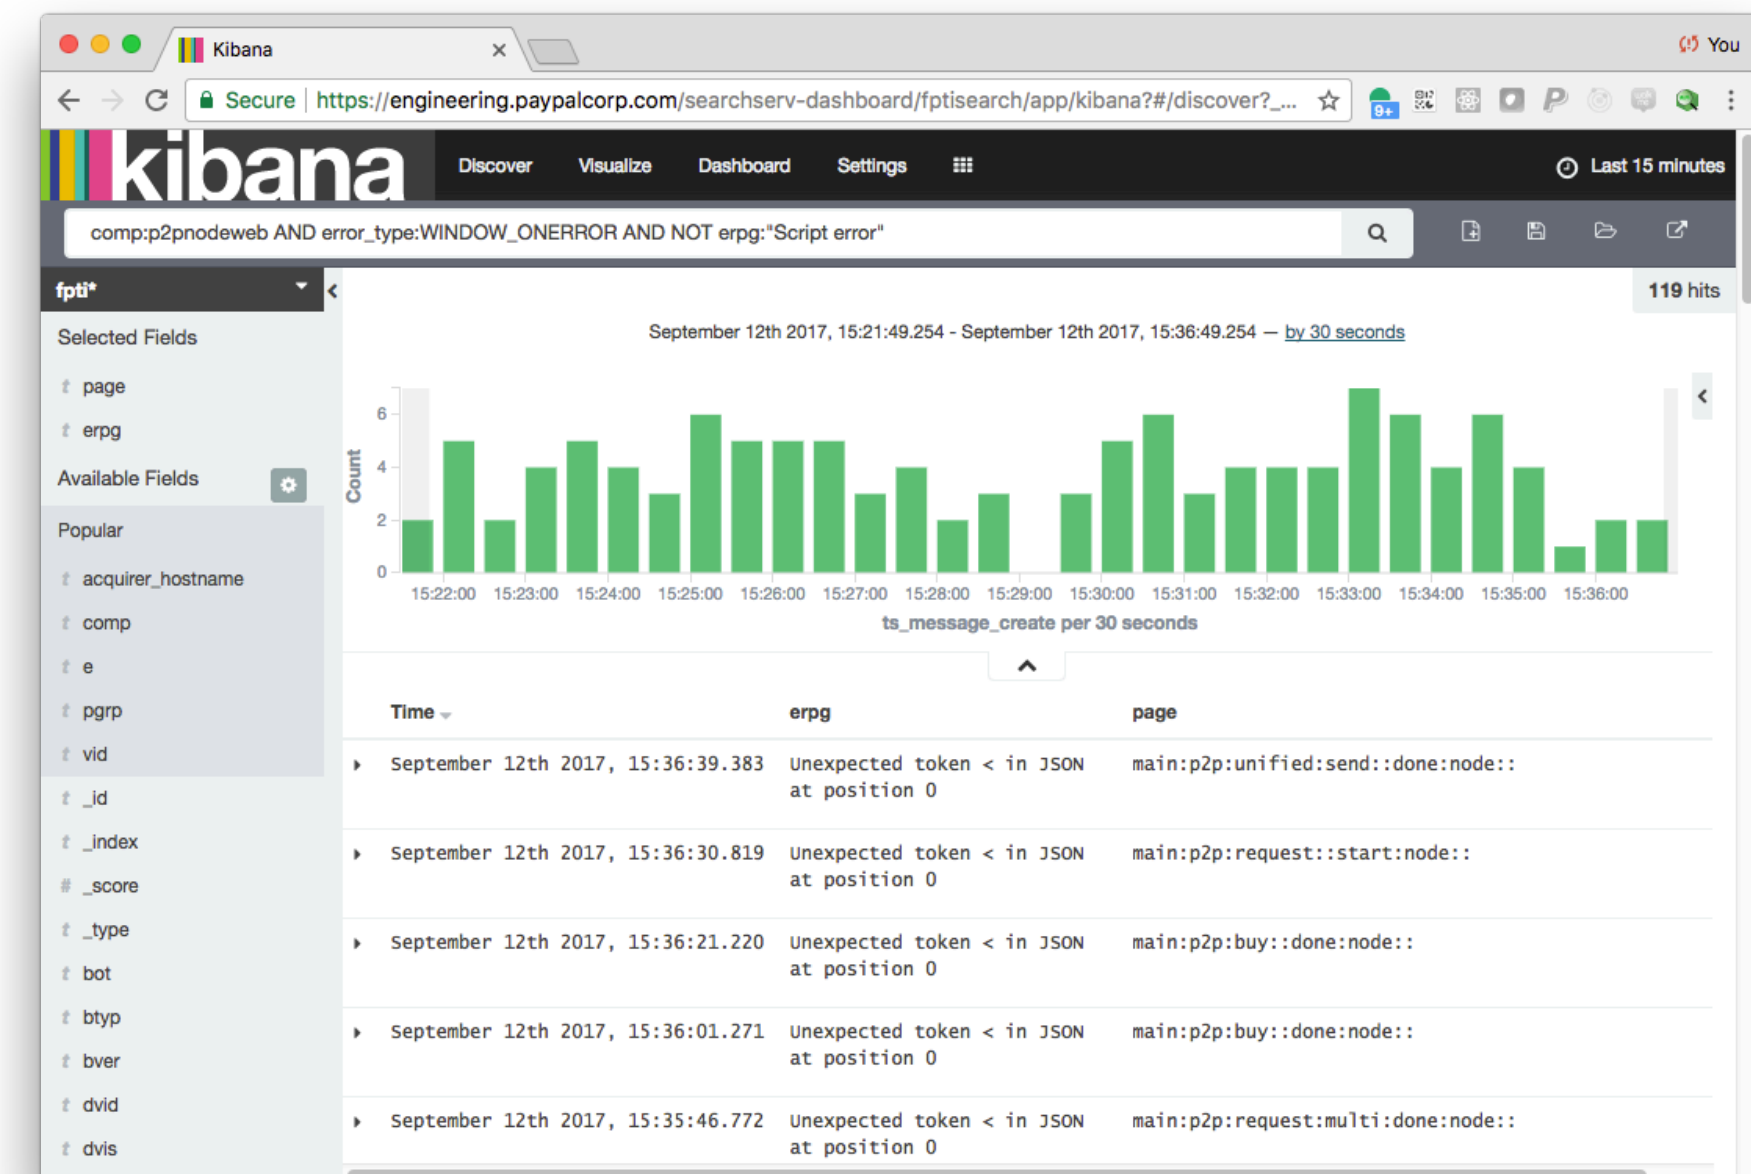 Kibana
You
Secure https://engineering.paypalcorp.com/searchserv-dashboard/fptisearch/app/kibana?#/discover?_...
9+
kibana Discover Visualize Dashboard Settings Last 15 minutes
comp:p2pnodeweb AND error_type:WINDOW_ONERROR AND NOT erpg:"Script error"
fpti*
119 hits
Selected Fields
September 12th 2017, 15:21:49.254 - September 12th 2017, 15:36:49.254 — by 30 seconds
t page
t erpg
Available Fields
Popular
t acquirer_hostname
t comp
t e
t pgrp
t vid
t _id
t _index
# _score
t _type
t bot
t btyp
t bver
t dvid
t dvis
Count
6
4
2
0
15:22:00 15:23:00 15:24:00 15:25:00 15:26:00 15:27:00 15:28:00 15:29:00 15:30:00 15:31:00 15:32:00 15:33:00 15:34:00 15:35:00 15:36:00
ts_message_create per 30 seconds
Time erpg page
September 12th 2017, 15:36:39.383 Unexpected token < in JSON main:p2p:unified:send::done:node::
at position 0
September 12th 2017, 15:36:30.819 Unexpected token < in JSON main:p2p:request::start:node::
at position 0
September 12th 2017, 15:36:21.220 Unexpected token < in JSON main:p2p:buy::done:node::
at position 0
September 12th 2017, 15:36:01.271 Unexpected token < in JSON main:p2p:buy::done:node::
at position 0
September 12th 2017, 15:35:46.772 Unexpected token < in JSON main:p2p:request:multi:done:node::
at position 0